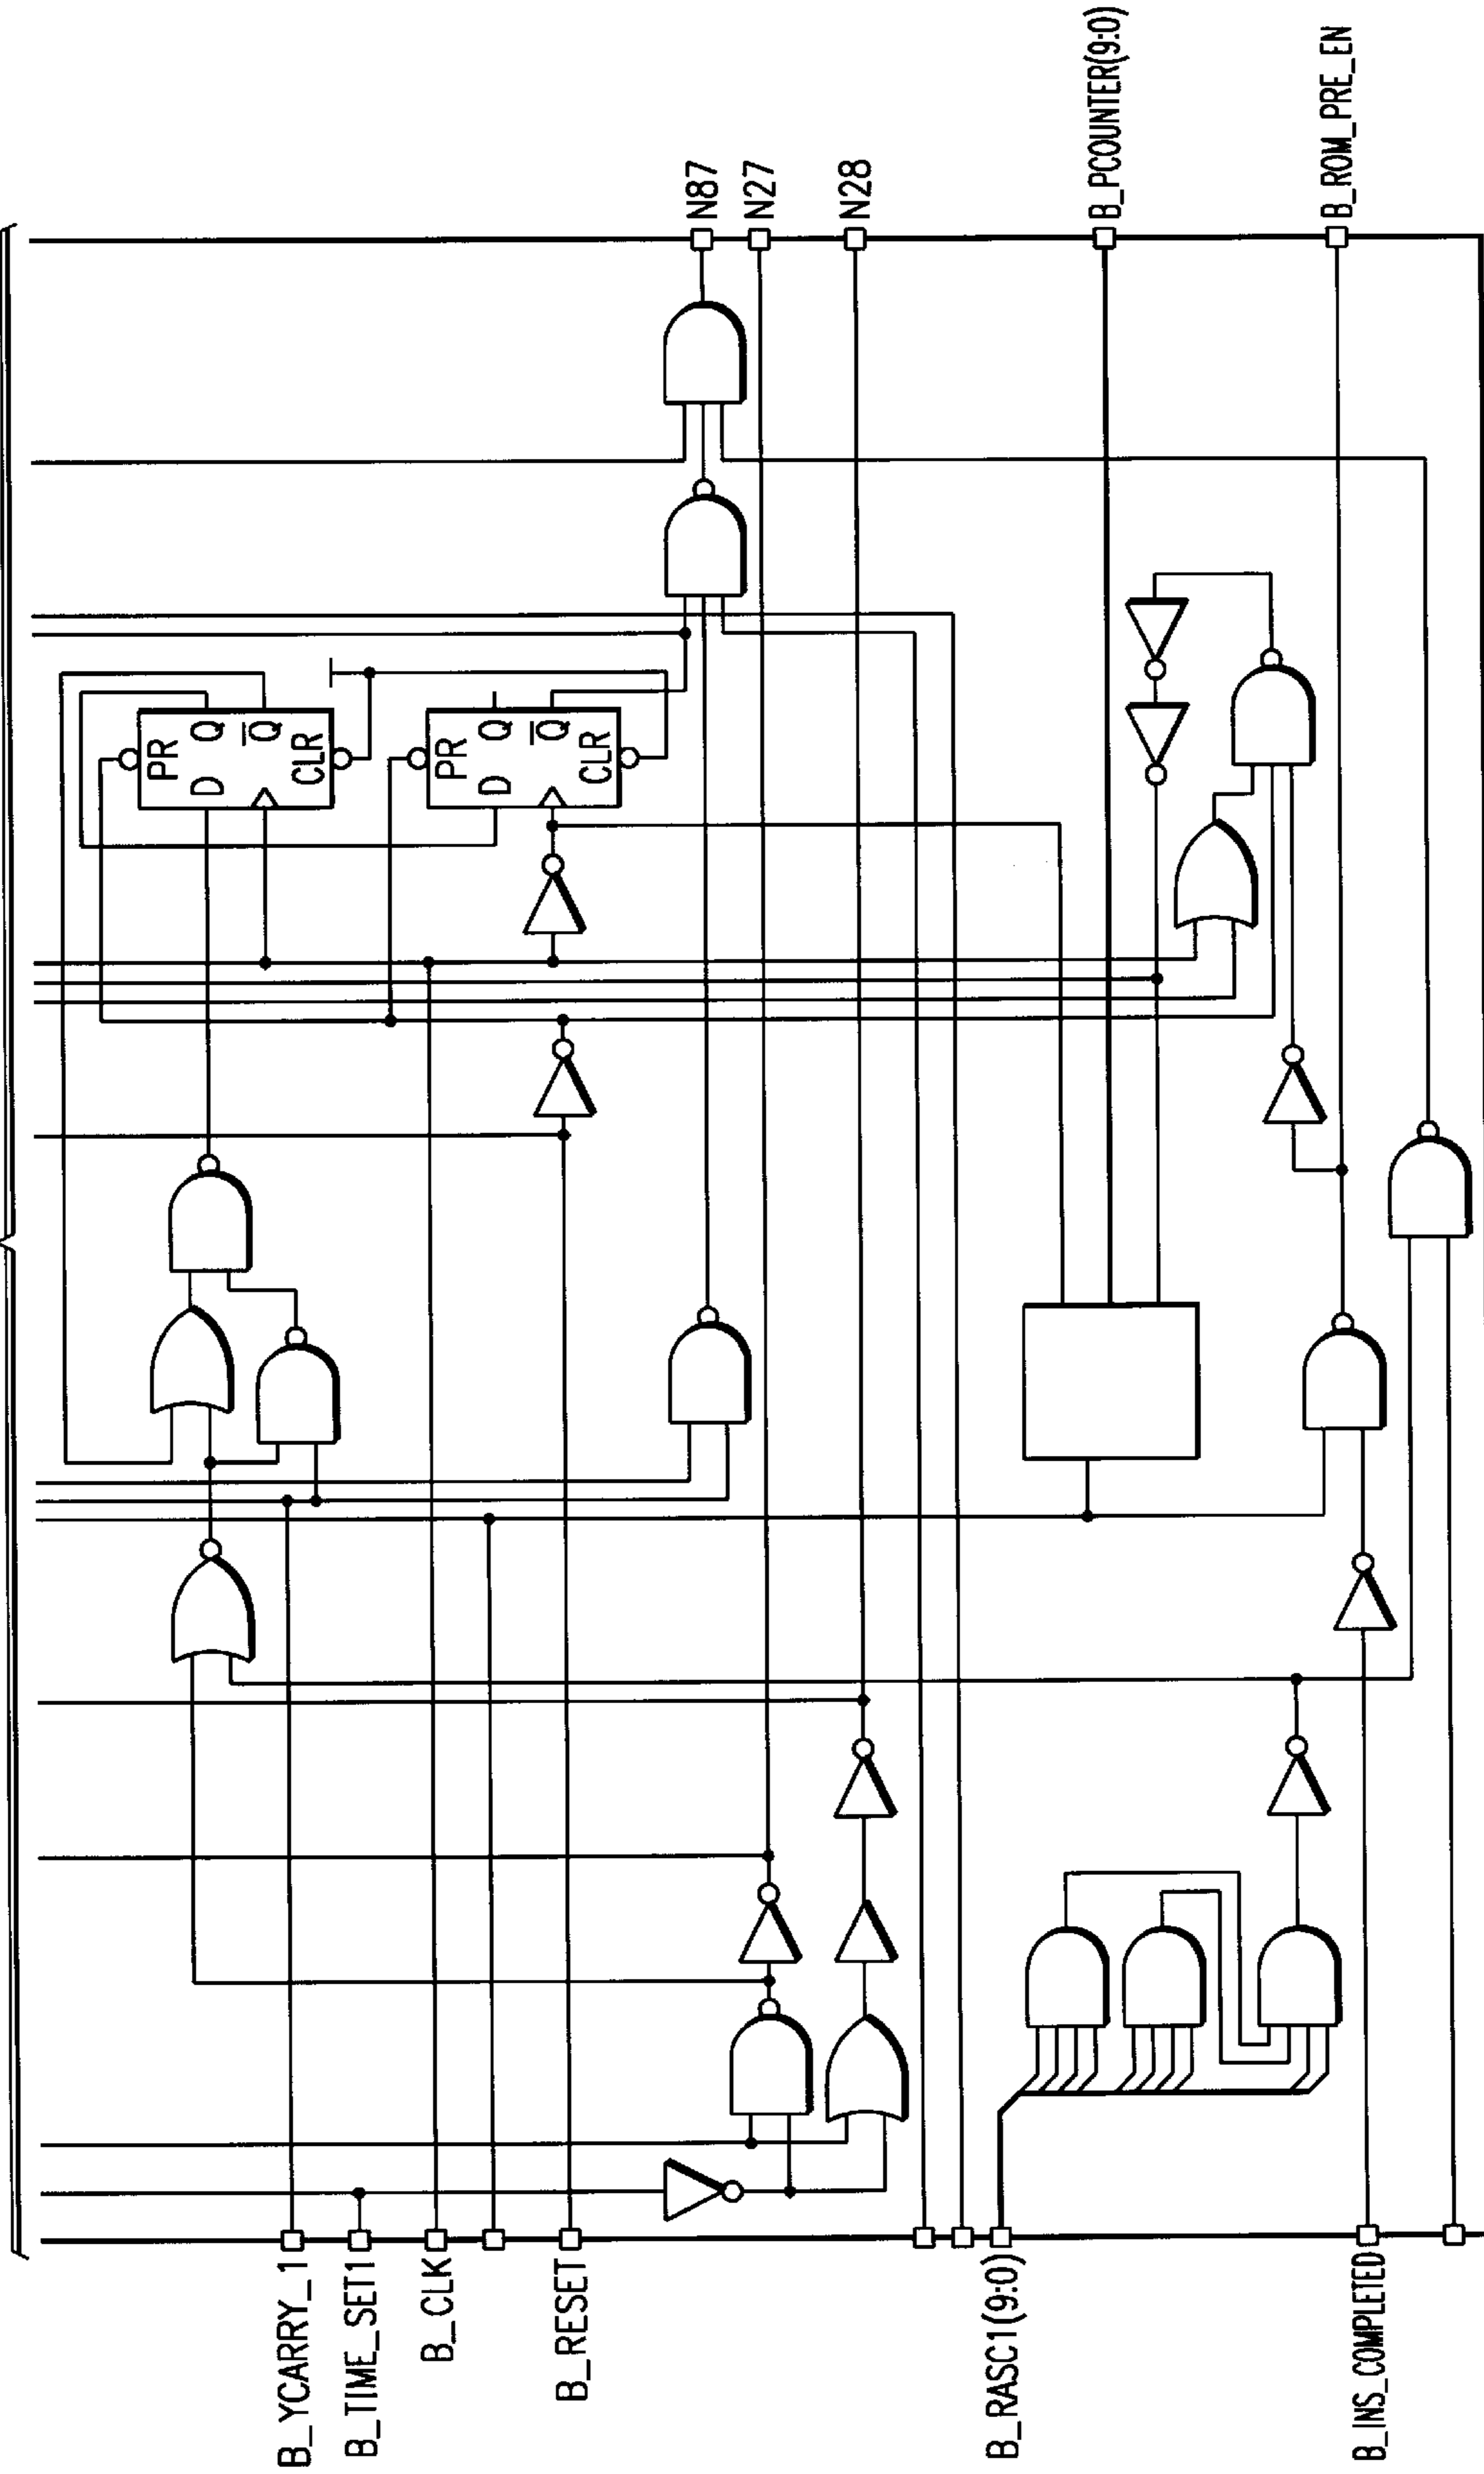 B_YCARRY_1
B_TIME_SET1
B_CLK
B_RESET
B_RASC1(9:0)
B_INS_COMPLETED
PR
D Q
Q
CLR
PR
D Q
Q
CLR
N87
N27
N28
B_PCOUNTER(9:0)
B_ROM_PRE_EN